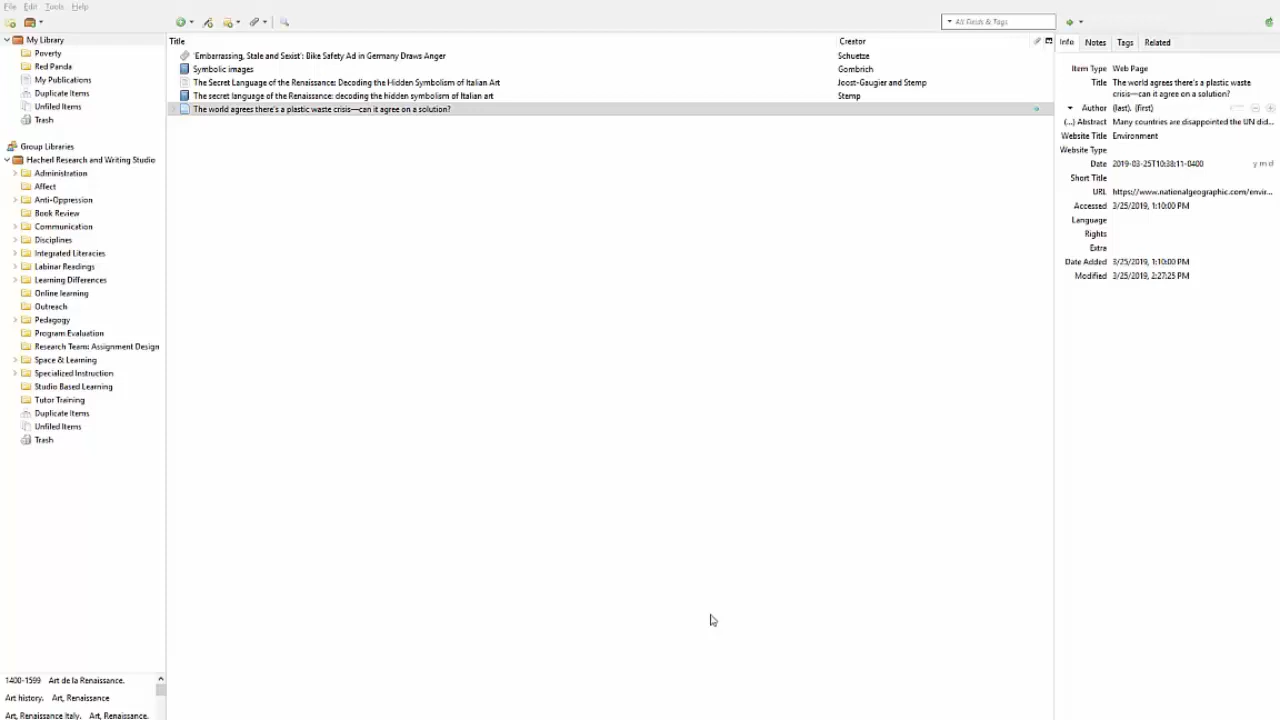 File Edit Tools Help
All Fields & Tags
My Library
Poverty
Red Panda
My Publications
Duplicate Items
Unfiled Items
Trash
Group Libraries
Hacherl Research and Writing Studio
Administration
Affect
Anti-Oppression
Book Review
Communication
Disciplines
Integrated Literacies
Labinar Readings
Learning Differences
Online learning
Outreach
Pedagogy
Program Evaluation
Research Team: Assignment Design
Space & Learning
Specialized Instruction
Studio Based Learning
Tutor Training
Duplicate Items
Unfiled Items
Trash
1400-1599 Art de la Renaissance.
Art history. Art, Renaissance
Art, Renaissance Italy. Art, Renaissance.
Title Creator
'Embarrassing, Stale and Sexist': Bike Safety Ad in Germany Draws Anger Schuetze
Symbolic images Gombrich
The Secret Language of the Renaissance: Decoding the Hidden Symbolism of Italian Art Joost-Gaugier and Stemp
The secret language of the Renaissance: decoding the hidden symbolism of Italian art Stemp
The world agrees there's a plastic waste crisis—can it agree on a solution?
Info Notes Tags Related
Item Type Web Page
Title The world agrees there's a plastic waste
crisis—can it agree on a solution?
Author (last), (first)
(...) Abstract Many countries are disappointed the UN did...
Website Title Environment
Website Type
Date 2019-03-25T10:38:11-0400 y m d
Short Title
URL https://www.nationalgeographic.com/envir...
Accessed 3/25/2019, 1:10:00 PM
Language
Rights
Extra
Date Added 3/25/2019, 1:10:00 PM
Modified 3/25/2019, 2:27:25 PM